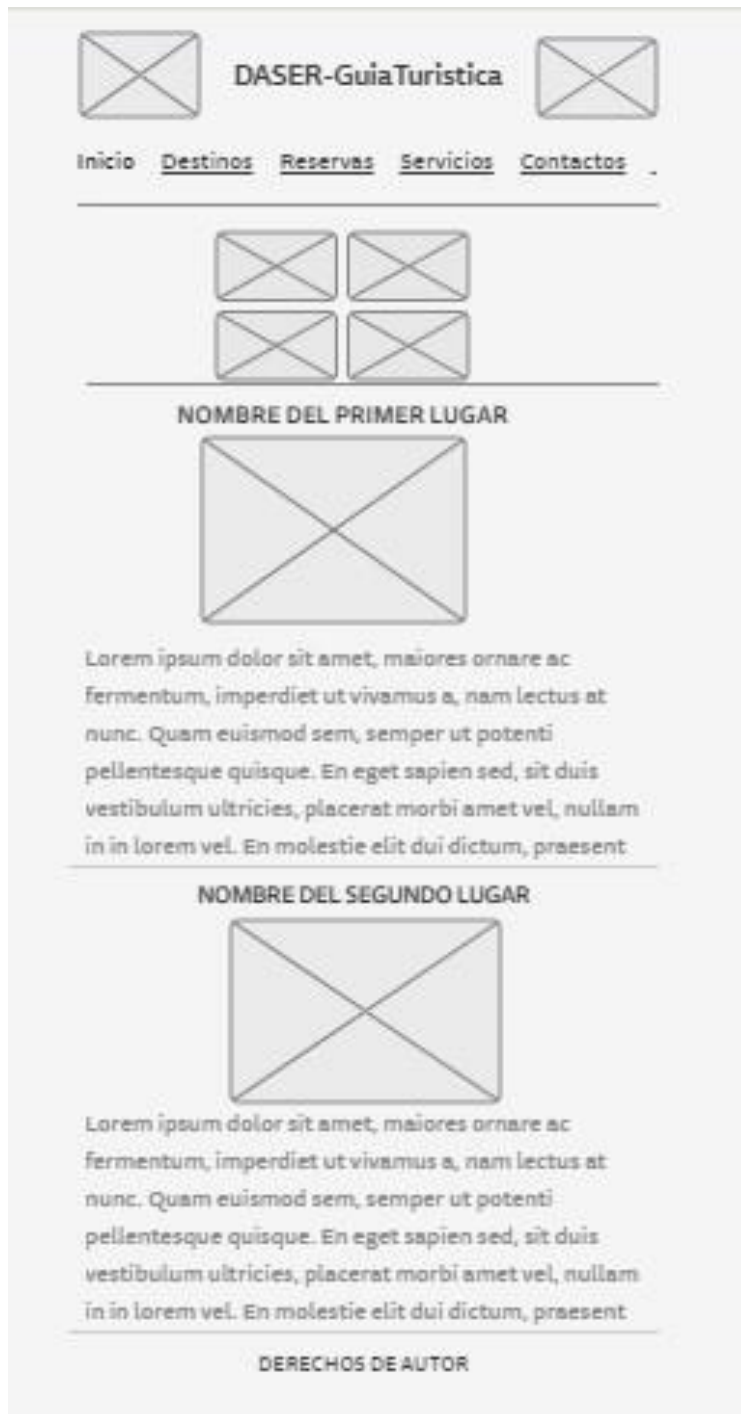 DASER-GuiaTuristica
Inicio Destinos Reservas Servicios Contactos
NOMBRE DEL PRIMER LUGAR
Lorem ipsum dolor sit amet, maiores ornare ac
fermentum, imperdiet ut vivamus a, nam lectus at
nunc. Quam euismod sem, semper ut potenti
pellentesque quisque. En eget sapien sed, sit duis
vestibulum ultricies, placerat morbi amet vel, nullam
in in lorem vel. En molestie elit dui dictum, praesent
NOMBRE DEL SEGUNDO LUGAR
Lorem ipsum dolor sit amet, maiores ornare ac
fermentum, imperdiet ut vivamus a, nam lectus at
nunc. Quam euismod sem, semper ut potenti
pellentesque quisque. En eget sapien sed, sit duis
vestibulum ultricies, placerat morbi amet vel, nullam
in in lorem vel. En molestie elit dui dictum, praesent
DERECHOS DE AUTOR